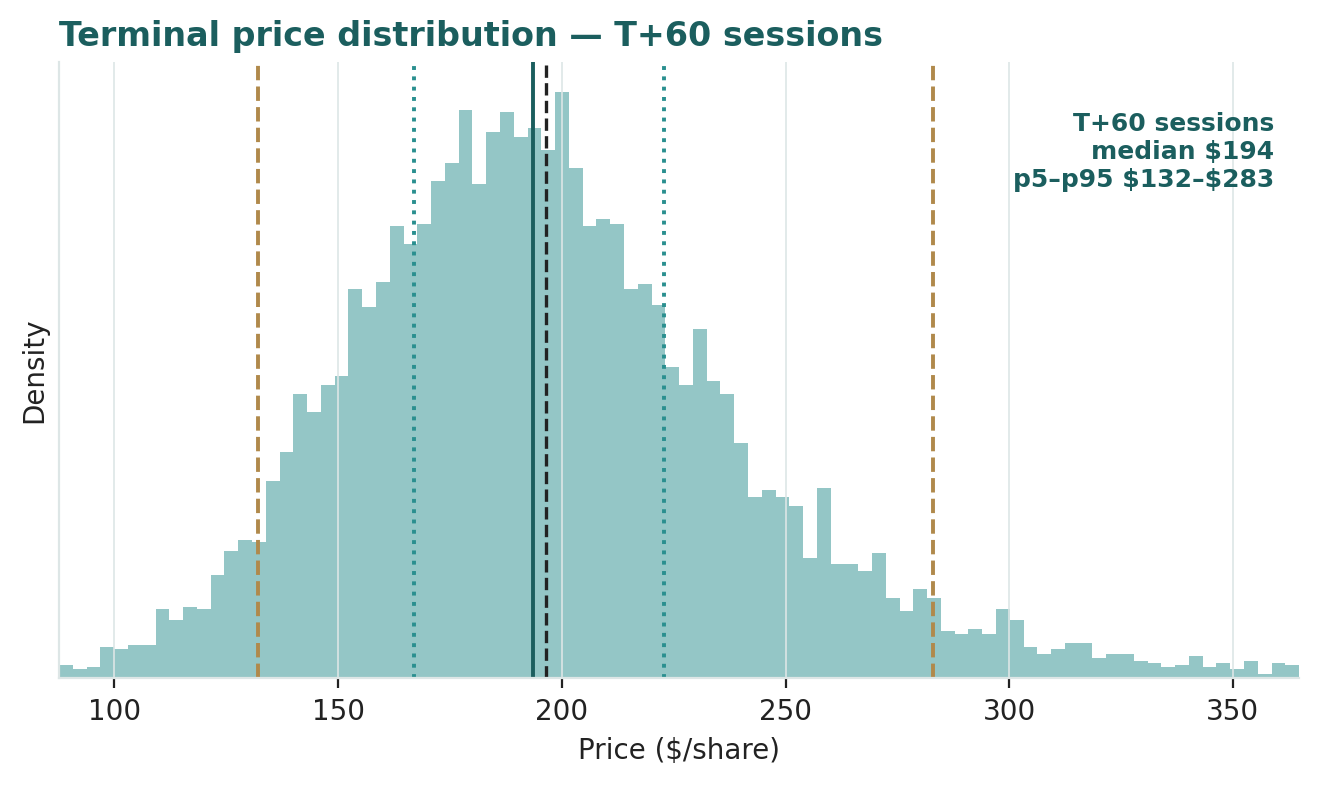 Terminal price distribution — T+60 sessions
T+60 sessions
median $194
p5–p95 $132–$283
Density
100 150 200 250 300 350
Price ($/share)